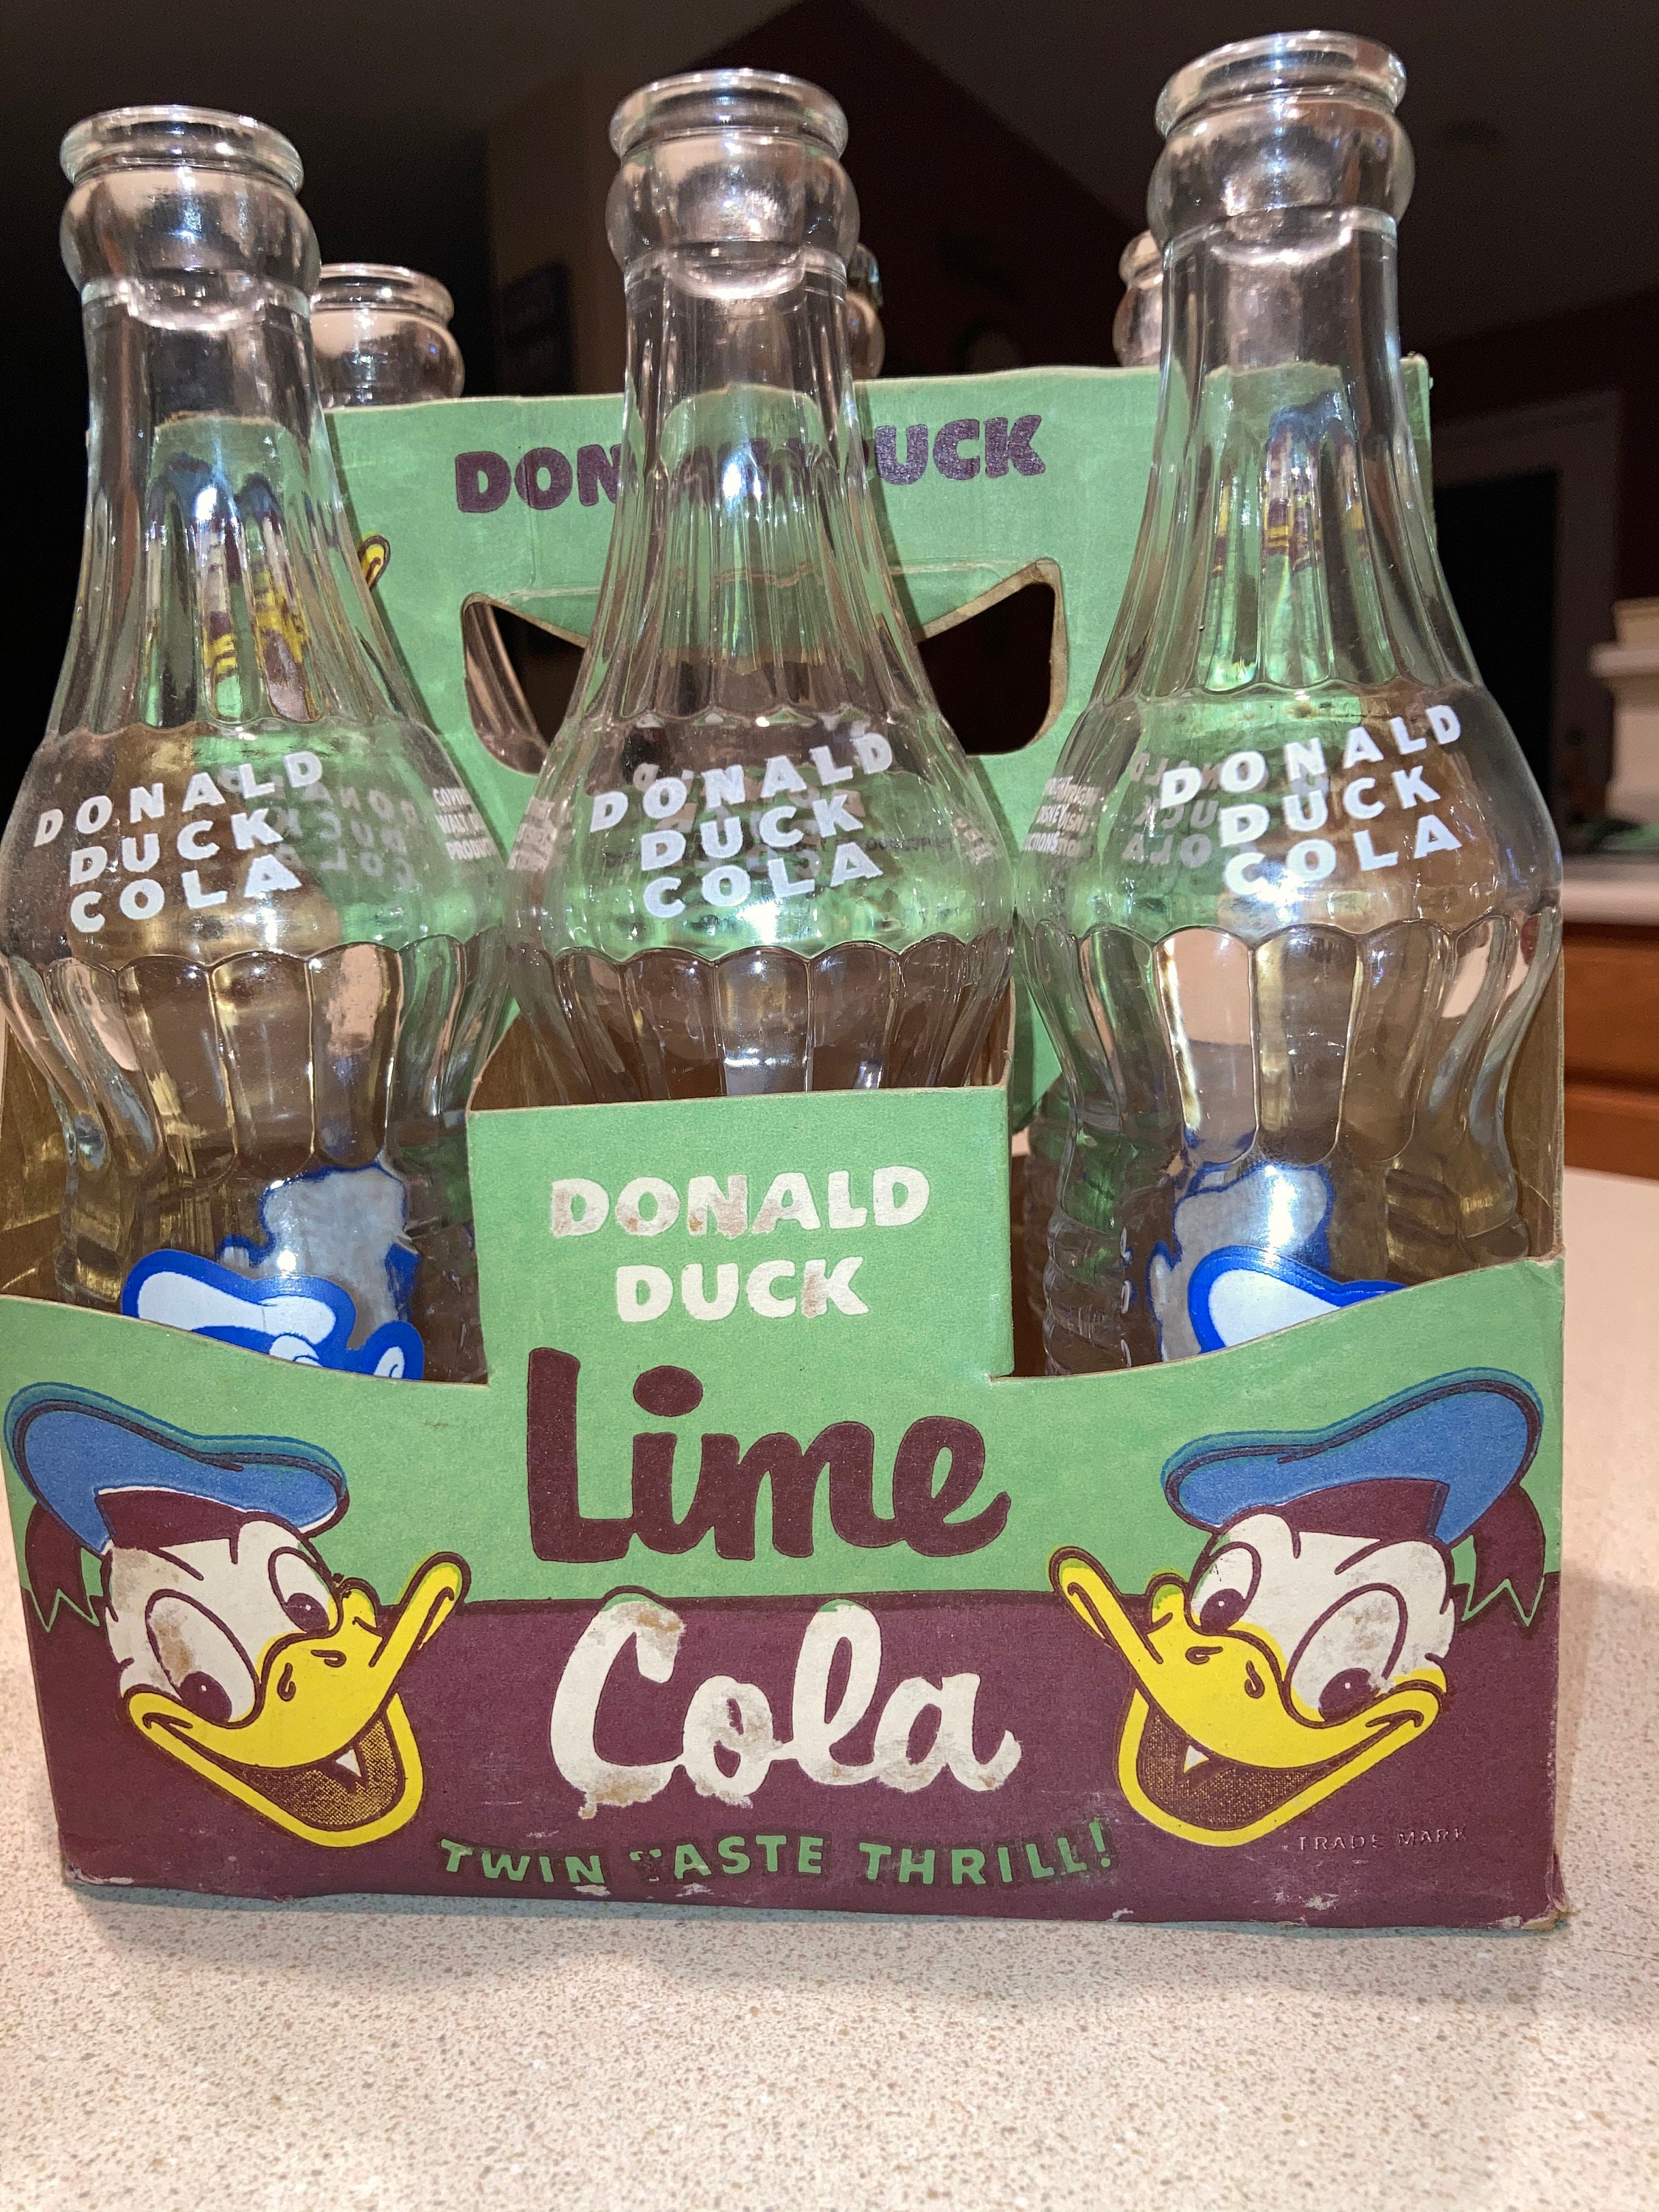 DONALD DUCK
DONALD
DUCK
COLA
DONALD
DUCK
COLA
DONALD
DUCK
COLA
DONALD
DUCK
Lime
Cola
TWIN TASTE THRILL!
TRADE MARK